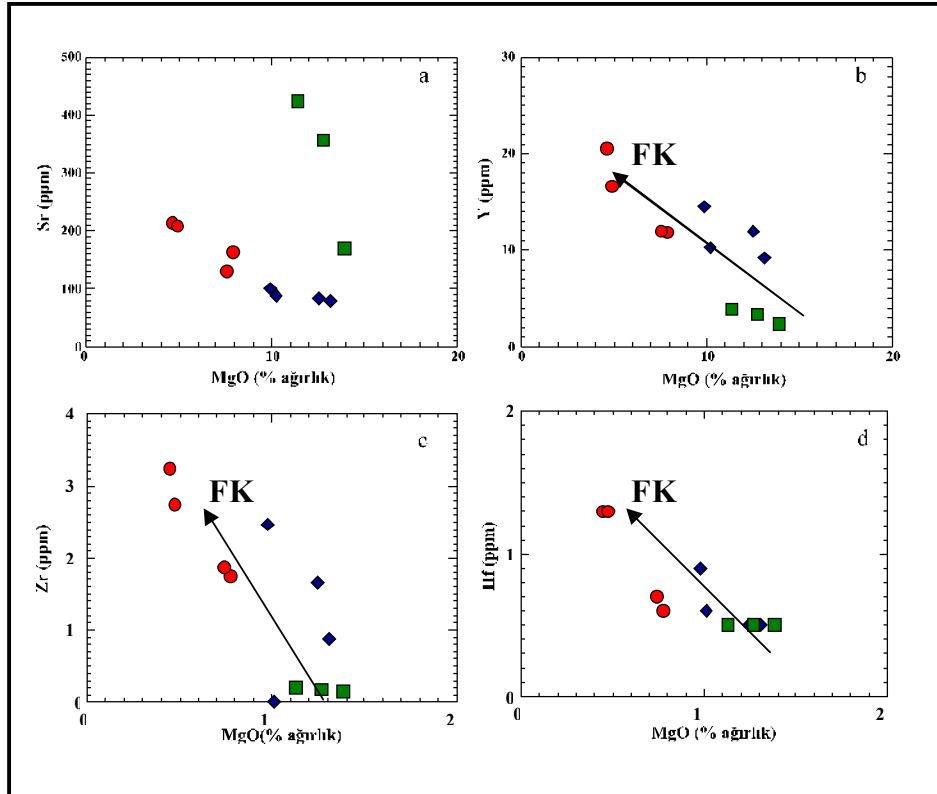 a
500
400
300
200
100
0
Sr (ppm)
0
10
20
MgO (% ağırlık)
b
FK
30
20
10
0
Y (ppm)
0
10
20
MgO (% ağırlık)
c
FK
4
3
2
1
0
Zr (ppm)
0
1
2
MgO(% ağırlık)
d
FK
2
1
0
Hf (ppm)
0
1
2
MgO (% ağırlık)